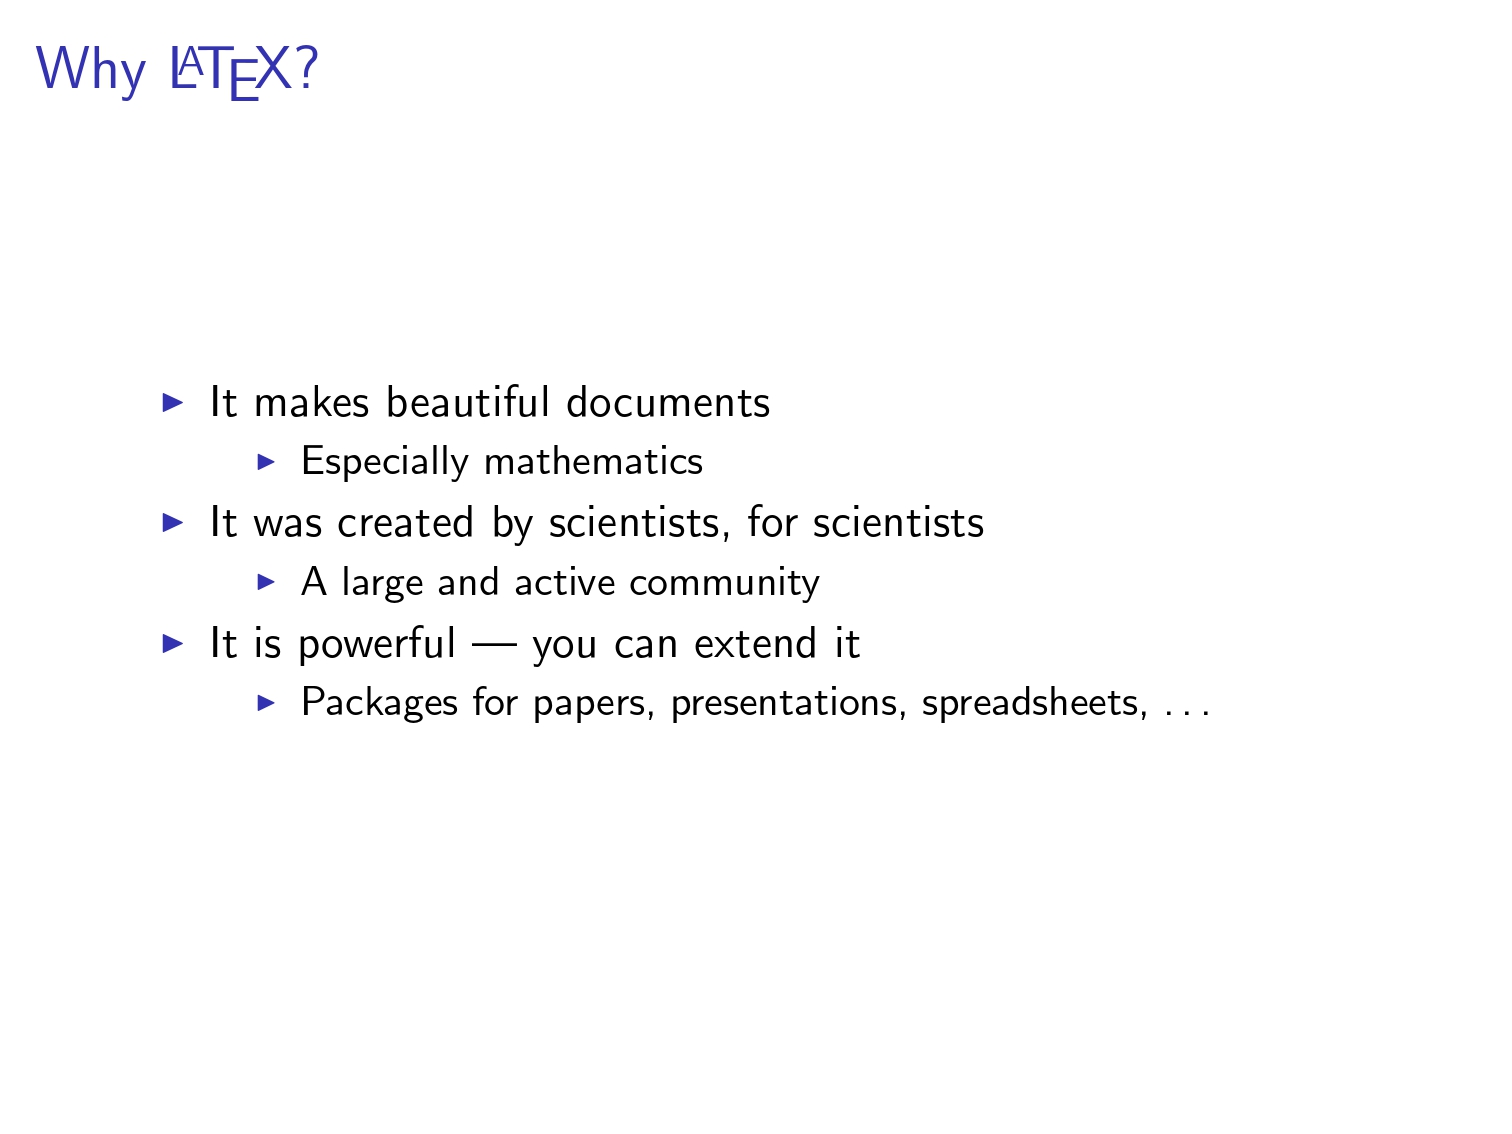 Why LATEX?
▶ It makes beautiful documents
▶ Especially mathematics
▶ It was created by scientists, for scientists
▶ A large and active community
▶ It is powerful — you can extend it
▶ Packages for papers, presentations, spreadsheets, . . .